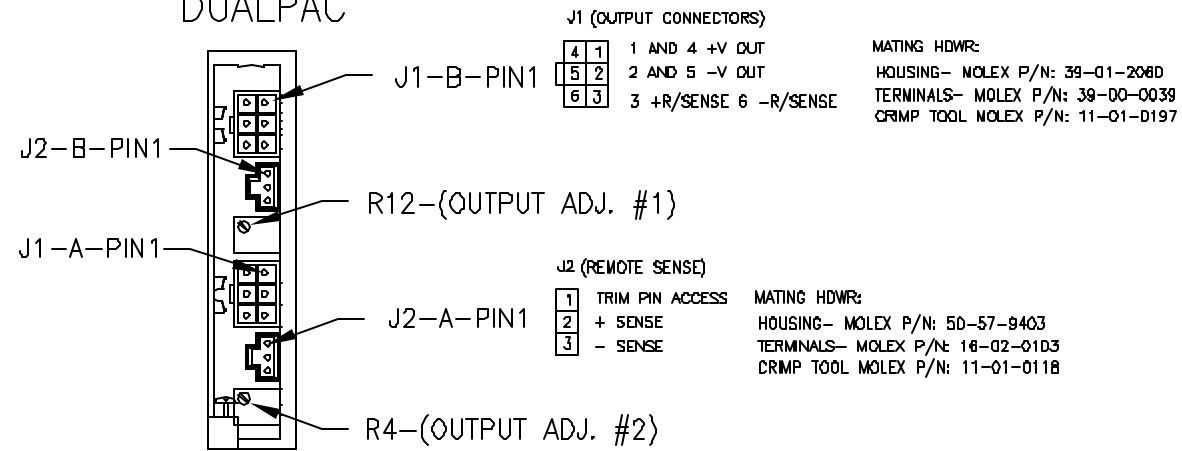 DUALPAC
J1 (OUTPUT CONNECTORS)
4 1 1 AND 4 +V OUT
5 2 2 AND 5 -V OUT
6 3 3 +R/SENSE 6 -R/SENSE
MATING HDWR:
HOUSING- MOLEX P/N: 39-01-2060
TERMINALS- MOLEX P/N: 39-00-0039
CRIMP TOOL MOLEX P/N: 11-01-0197
J1-B-PIN1
J2-B-PIN1
R12-(OUTPUT ADJ. #1)
J1-A-PIN1
J2 (REMOTE SENSE)
1 TRIM PIN ACCESS
2 + SENSE
3 - SENSE
MATING HDWR:
HOUSING- MOLEX P/N: 50-57-9403
TERMINALS- MOLEX P/N: 16-02-0103
CRIMP TOOL MOLEX P/N: 11-01-0118
J2-A-PIN1
R4-(OUTPUT ADJ. #2)